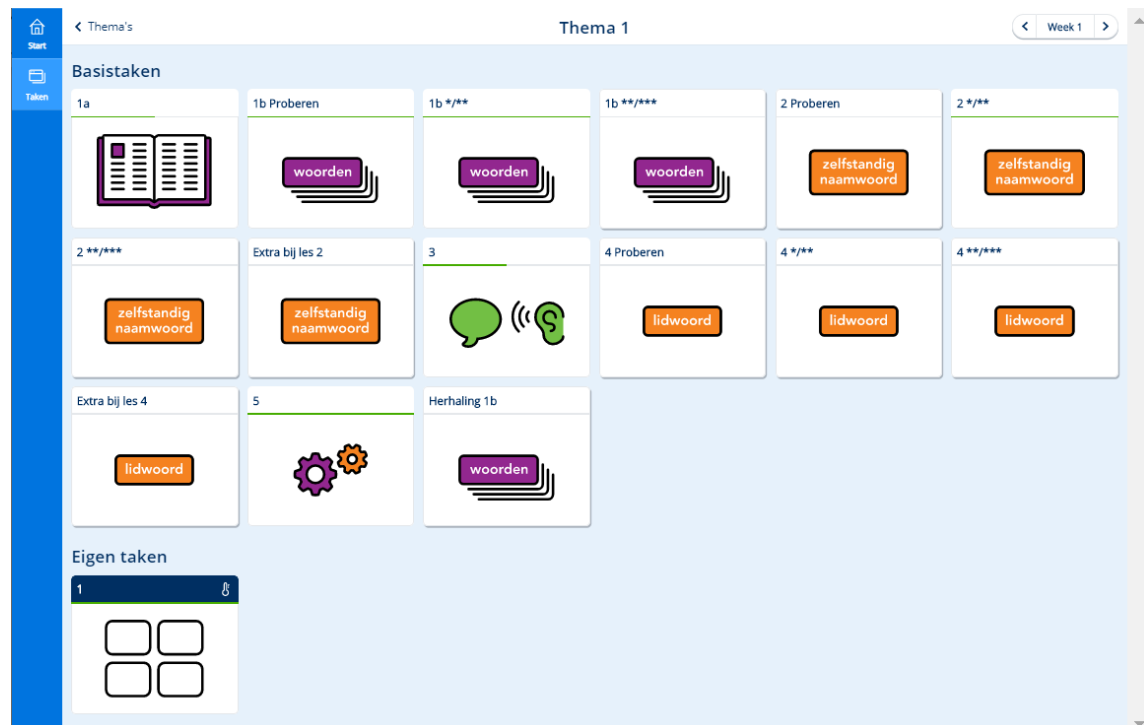 Start
Taken
Thema's
Thema 1
Week 1
Basistaken
1a
1b Proberen
1b */**
1b **/***
2 Proberen
2 */**
woorden
woorden
woorden
zelfstandig
naamwoord
zelfstandig
naamwoord
2 **/***
Extra bij les 2
3
4 Proberen
4 */**
4 **/***
zelfstandig
naamwoord
zelfstandig
naamwoord
lidwoord
lidwoord
lidwoord
Extra bij les 4
5
Herhaling 1b
lidwoord
woorden
Eigen taken
1